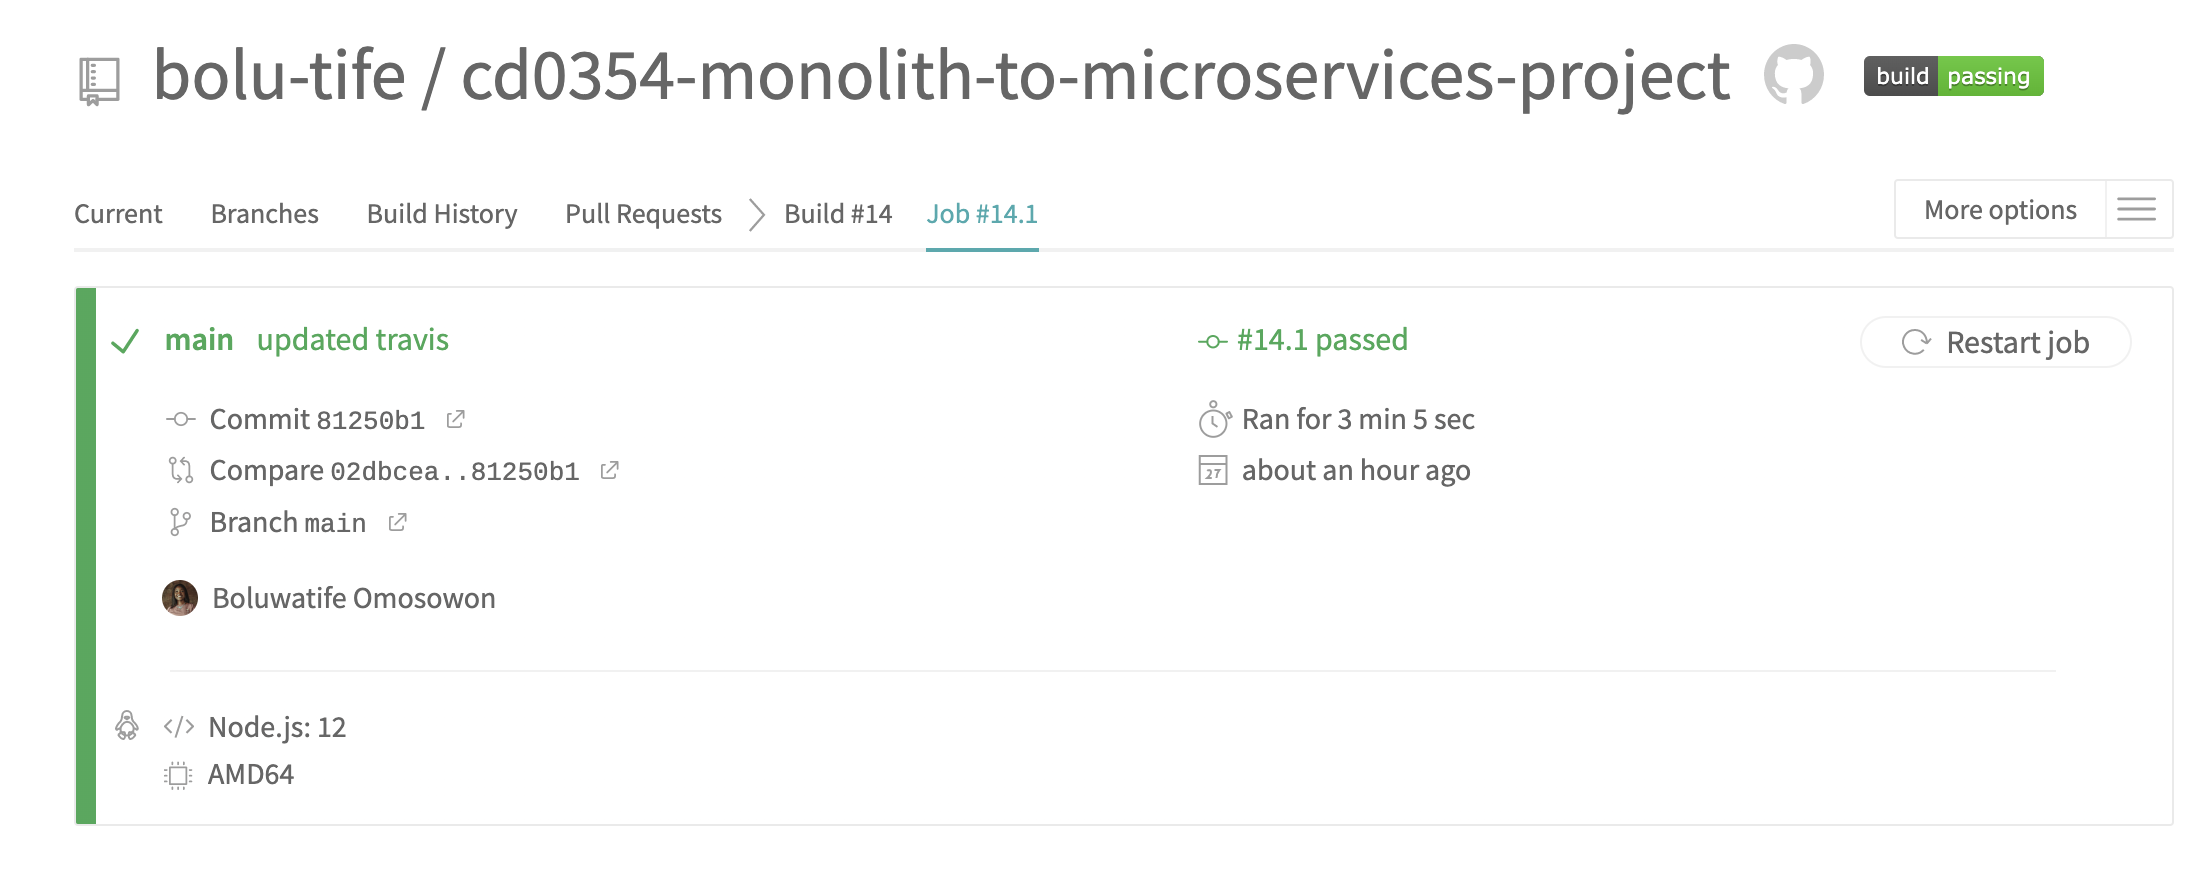 bolu-tife / cd0354-monolith-to-microservices-project build passing
Current Branches Build History Pull Requests Build #14 Job #14.1 More options
main updated travis
#14.1 passed
Restart job
Commit 81250b1
Ran for 3 min 5 sec
Compare 02dbcea..81250b1
27 about an hour ago
Branch main
Boluwatife Omosowon
</> Node.js: 12
AMD64